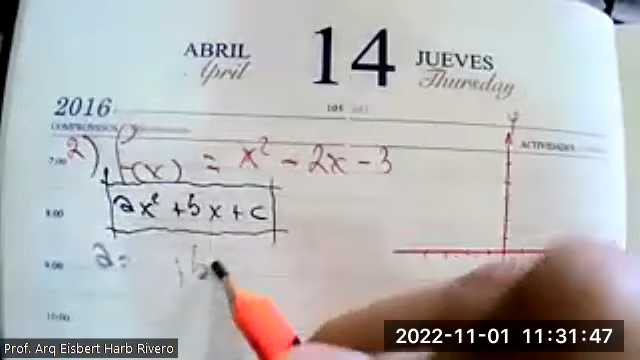 ABRIL 14 JUEVES
April Thursday
2016
COMPROMISOS
ACTIVIDADES
y
7:00 2) f(x) = x² - 2x - 3
8:00 ax² + bx + c
9:00 a= ; b
10:00
Prof. Arq Eisbert Harb Rivero
2022-11-01 11:31:47